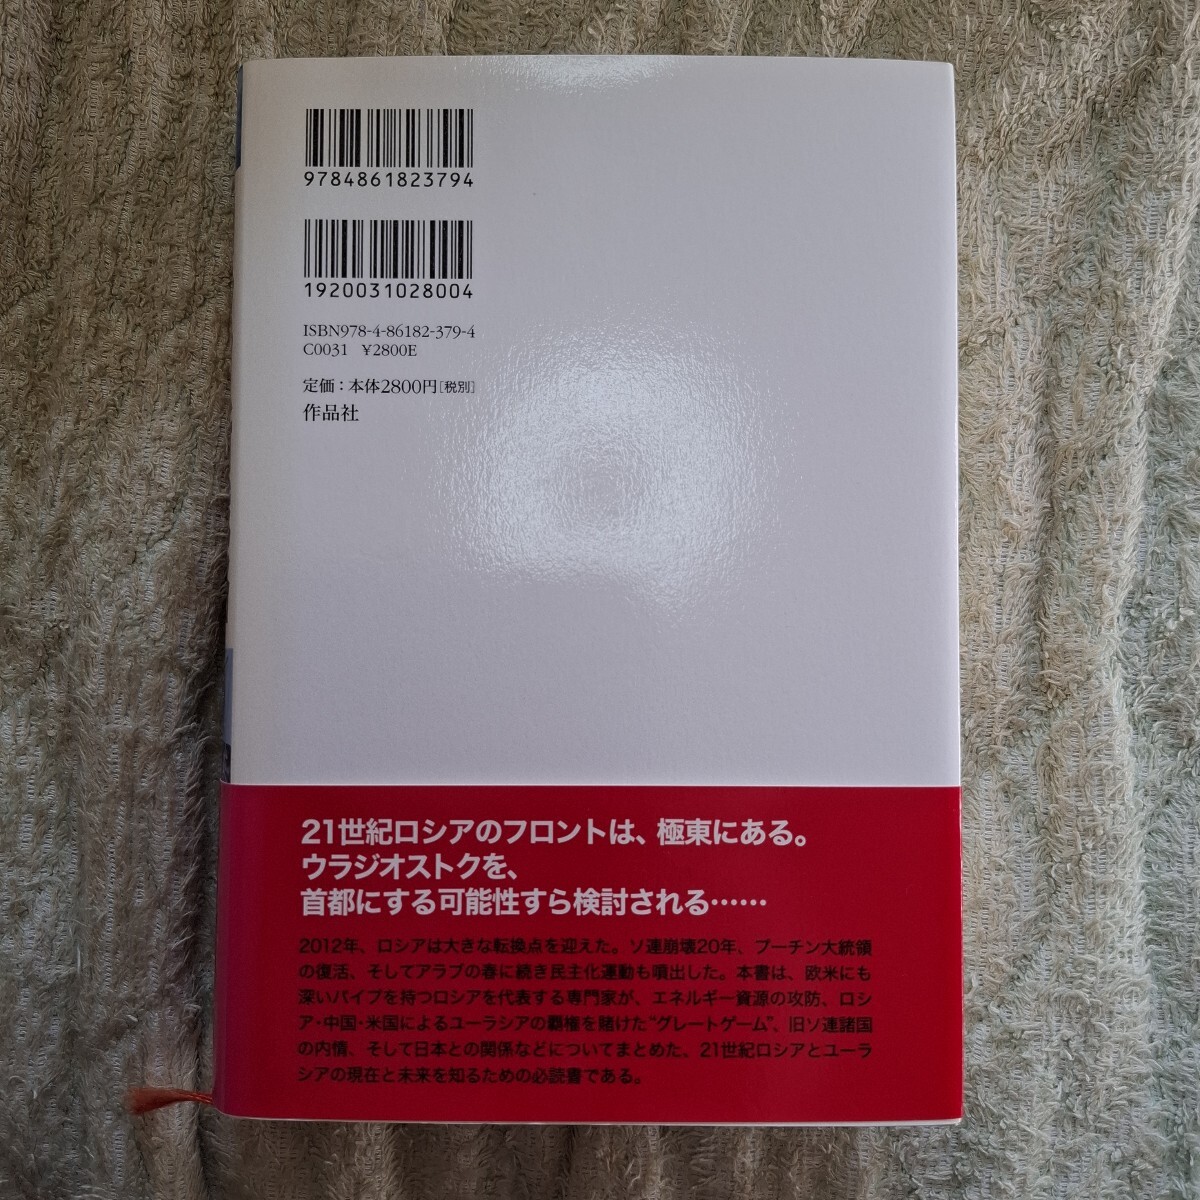 9784861823794
1920031028004
ISBN978-4-86182-379-4
C0031 ¥2800E
定価：本体2800円［税別］
作品社
21世紀ロシアのフロントは、極東にある。
ウラジオストクを、
首都にする可能性すら検討される……
2012年、ロシアは大きな転換点を迎えた。ソ連崩壊20年、プーチン大統領
の復活、そしてアラブの春に続き民主化運動も噴出した。本書は、欧米にも
深いパイプを持つロシアを代表する専門家が、エネルギー資源の攻防、ロシ
ア・中国・米国によるユーラシアの覇権を賭けた“グレートゲーム”、旧ソ連諸国
の内情、そして日本との関係などについてまとめた。21世紀ロシアとユーラ
シアの現在と未来を知るための必読書である。